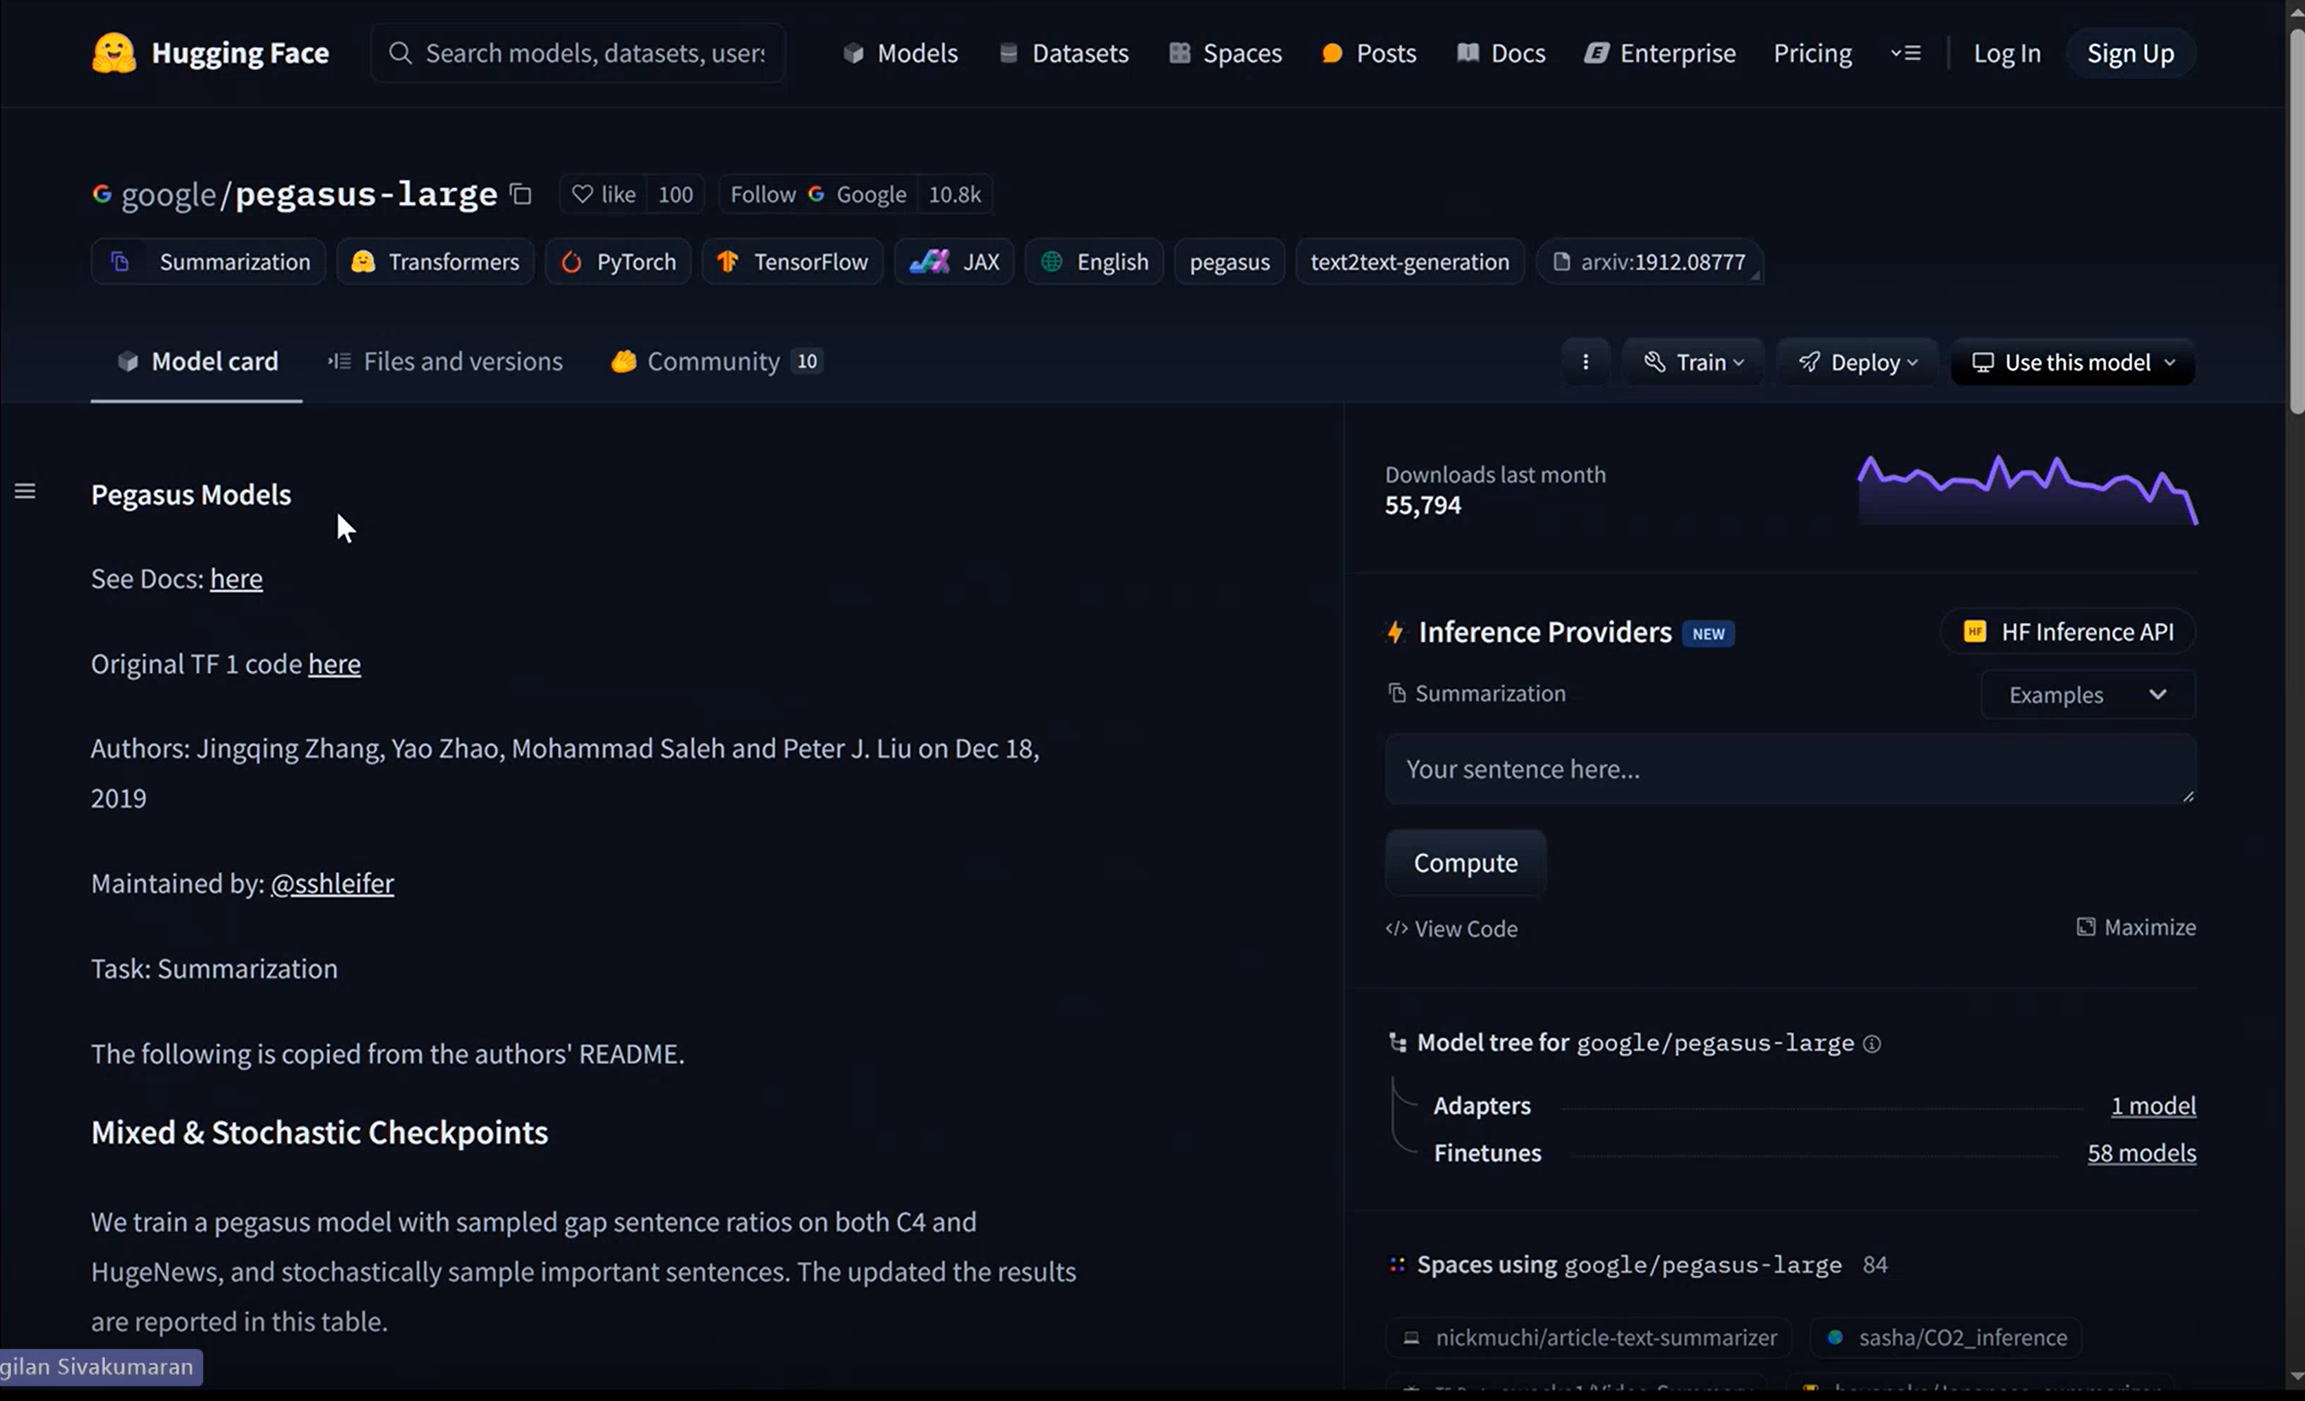 Hugging Face
Search models, datasets, users
Models
Datasets
Spaces
Posts
Docs
Enterprise
Pricing
Log In
Sign Up
google/pegasus-large
like 100
Follow Google 10.8k
Summarization
Transformers
PyTorch
TensorFlow
JAX
English
pegasus
text2text-generation
arxiv:1912.08777
Model card
Files and versions
Community 10
Train
Deploy
Use this model
Pegasus Models
See Docs: here
Original TF 1 code here
Authors: Jingqing Zhang, Yao Zhao, Mohammad Saleh and Peter J. Liu on Dec 18,
2019
Maintained by: @sshleifer
Task: Summarization
The following is copied from the authors' README.
Mixed & Stochastic Checkpoints
We train a pegasus model with sampled gap sentence ratios on both C4 and
HugeNews, and stochastically sample important sentences. The updated the results
are reported in this table.
gilan Sivakumaran
Downloads last month
55,794
Inference Providers NEW
HF Inference API
Summarization
Examples
Your sentence here...
Compute
View Code
Maximize
Model tree for google/pegasus-large
Adapters 1 model
Finetunes 58 models
Spaces using google/pegasus-large 84
nickmuchi/article-text-summarizer
sasha/CO2_inference